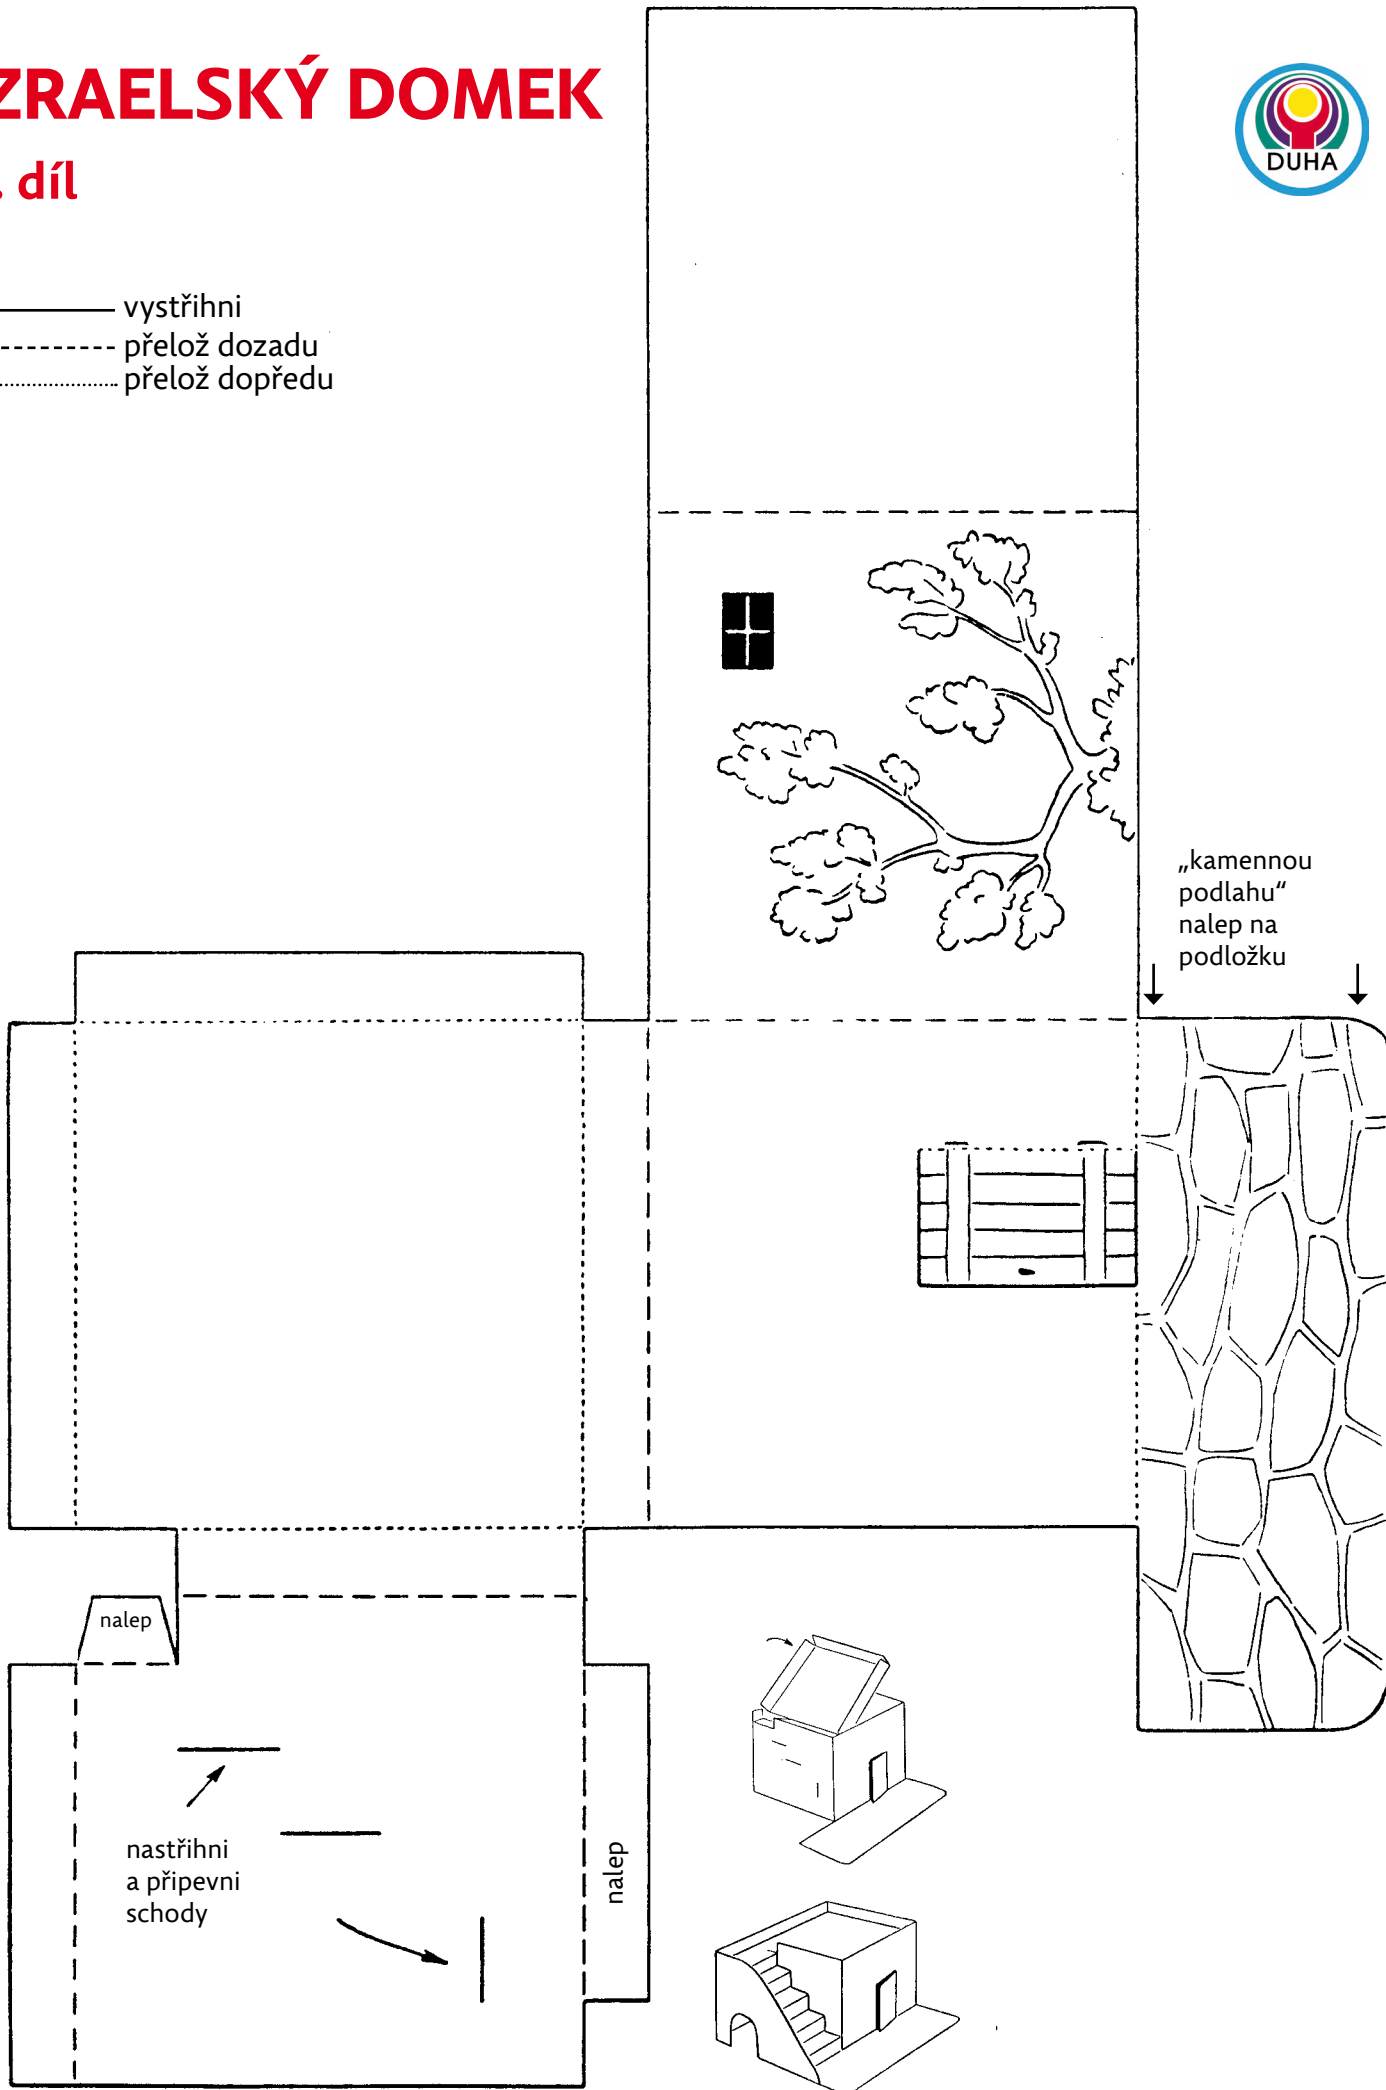 ZRAELSKÝ DOMEK
. díl
DUHA
vystřihni
přelož dozadu
přelož dopředu
„kamennou
podlahu“
nalep na
podložku
nalep
nastřihni
a připevni
schody
nalep